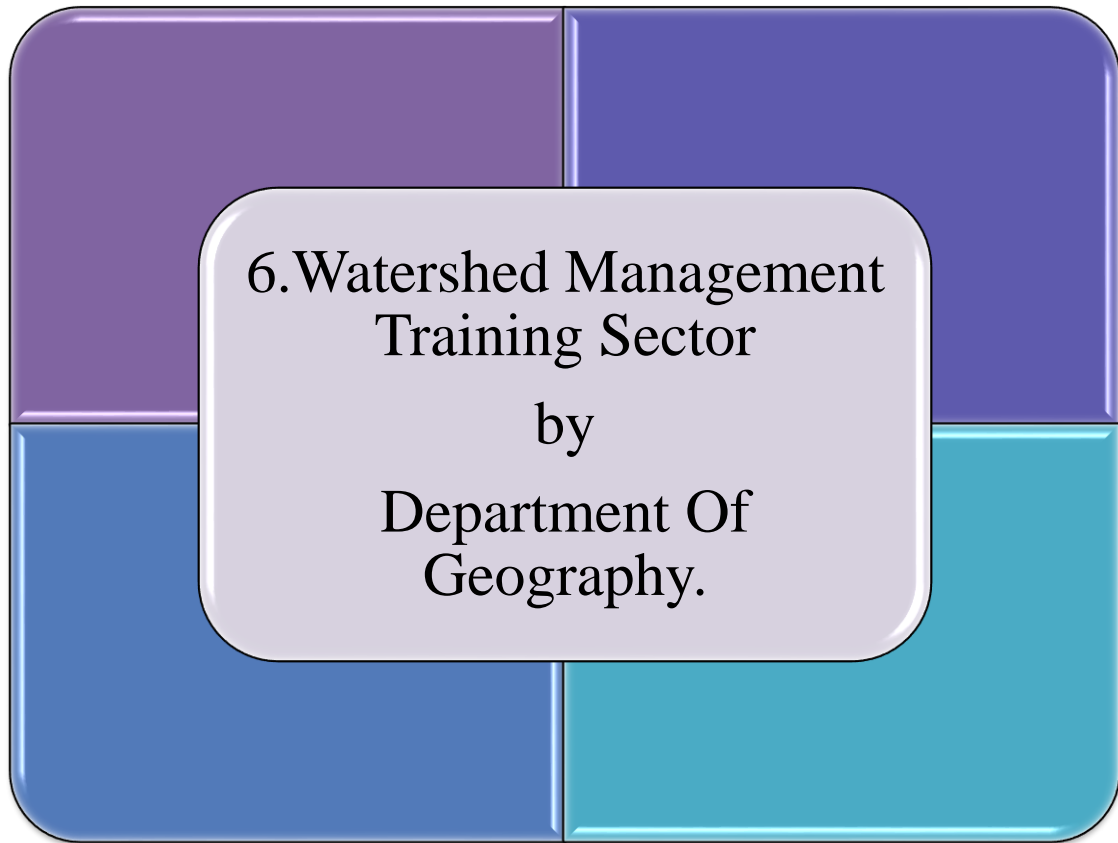 6.Watershed Management
Training Sector
by
Department Of
Geography.